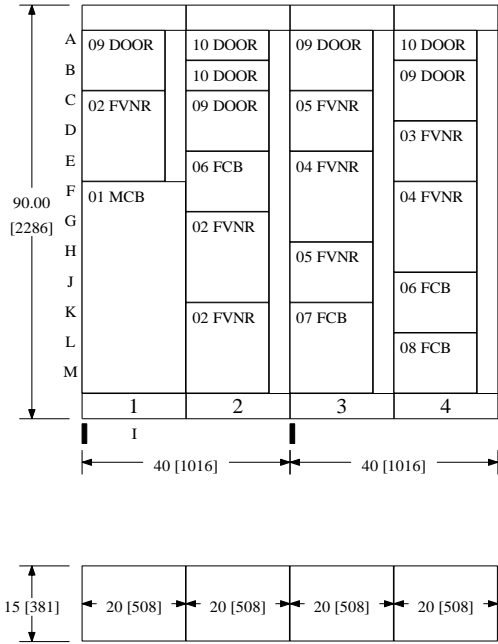 A 09 DOOR 10 DOOR 09 DOOR 10 DOOR
B 10 DOOR 09 DOOR
C 02 FVNR 09 DOOR 05 FVNR
D 03 FVNR
E 06 FCB 04 FVNR
F 01 MCB 04 FVNR
90.00
G 02 FVNR
[2286]
H 05 FVNR
J 06 FCB
K 02 FVNR 07 FCB
L 08 FCB
M
1 2 3 4
I
40 [1016] 40 [1016]
15 [381] 20 [508] 20 [508] 20 [508] 20 [508]